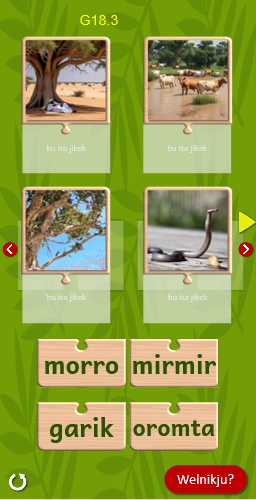 G18.3
bu ita jikek
bu ita jikek
bu ita jikek
bu ita jikek
morro
mirmir
garik
oromta
Welnikju?